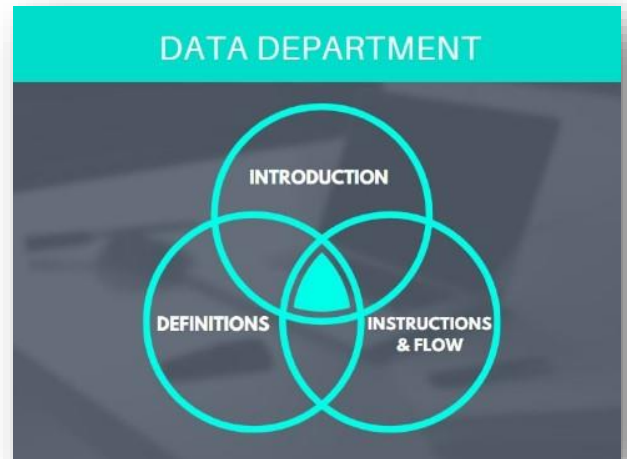 DATA DEPARTMENT
INTRODUCTION
DEFINITIONS
INSTRUCTIONS
& FLOW